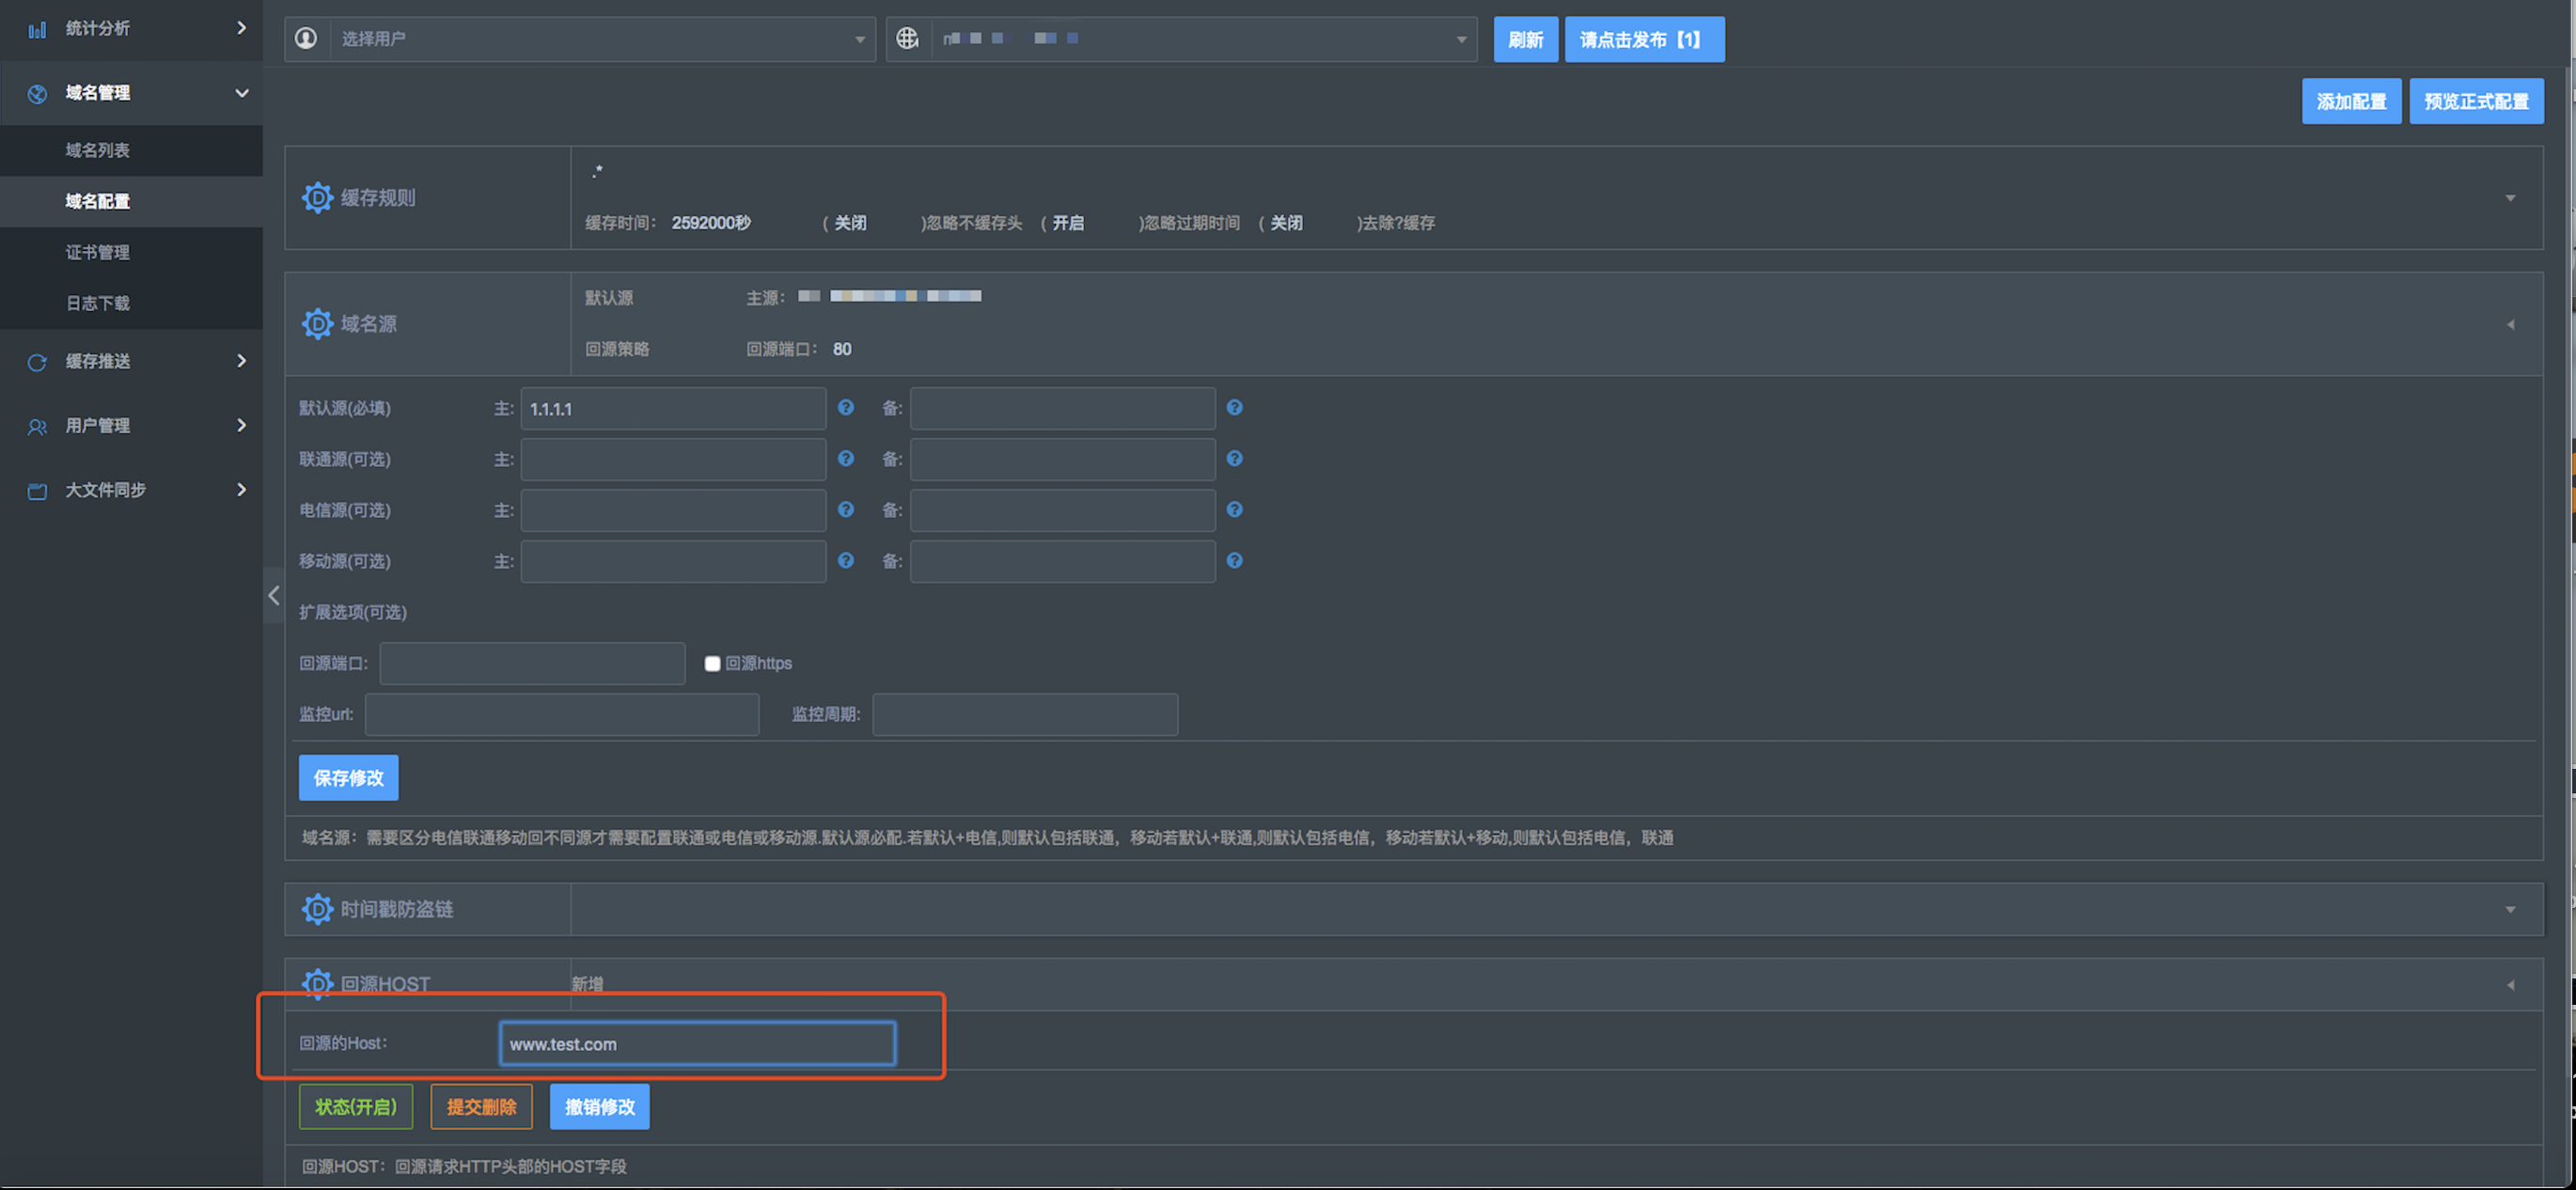 统计分析
域名管理
域名列表
域名配置
证书管理
日志下载
缓存推送
用户管理
大文件同步
选择用户
刷新 请点击发布【1】
添加配置 预览正式配置
缓存规则
.*
缓存时间: 2592000秒 ( 关闭 )忽略不缓存头 ( 开启 )忽略过期时间 ( 关闭 )去除?缓存
域名源
默认源 主源:
回源策略 回源端口: 80
默认源(必填) 主: 1.1.1.1 备:
联通源(可选) 主: 备:
电信源(可选) 主: 备:
移动源(可选) 主: 备:
扩展选项(可选)
回源端口: 回源https
监控url: 监控周期:
保存修改
域名源：需要区分电信联通移动回不同源才需要配置联通或电信或移动源.默认源必配.若默认+电信,则默认包括联通，移动若默认+联通,则默认包括电信，移动若默认+移动,则默认包括电信，联通
时间戳防盗链
回源HOST 新增
回源的Host: www.test.com
状态(开启) 提交删除 撤销修改
回源HOST：回源请求HTTP头部的HOST字段